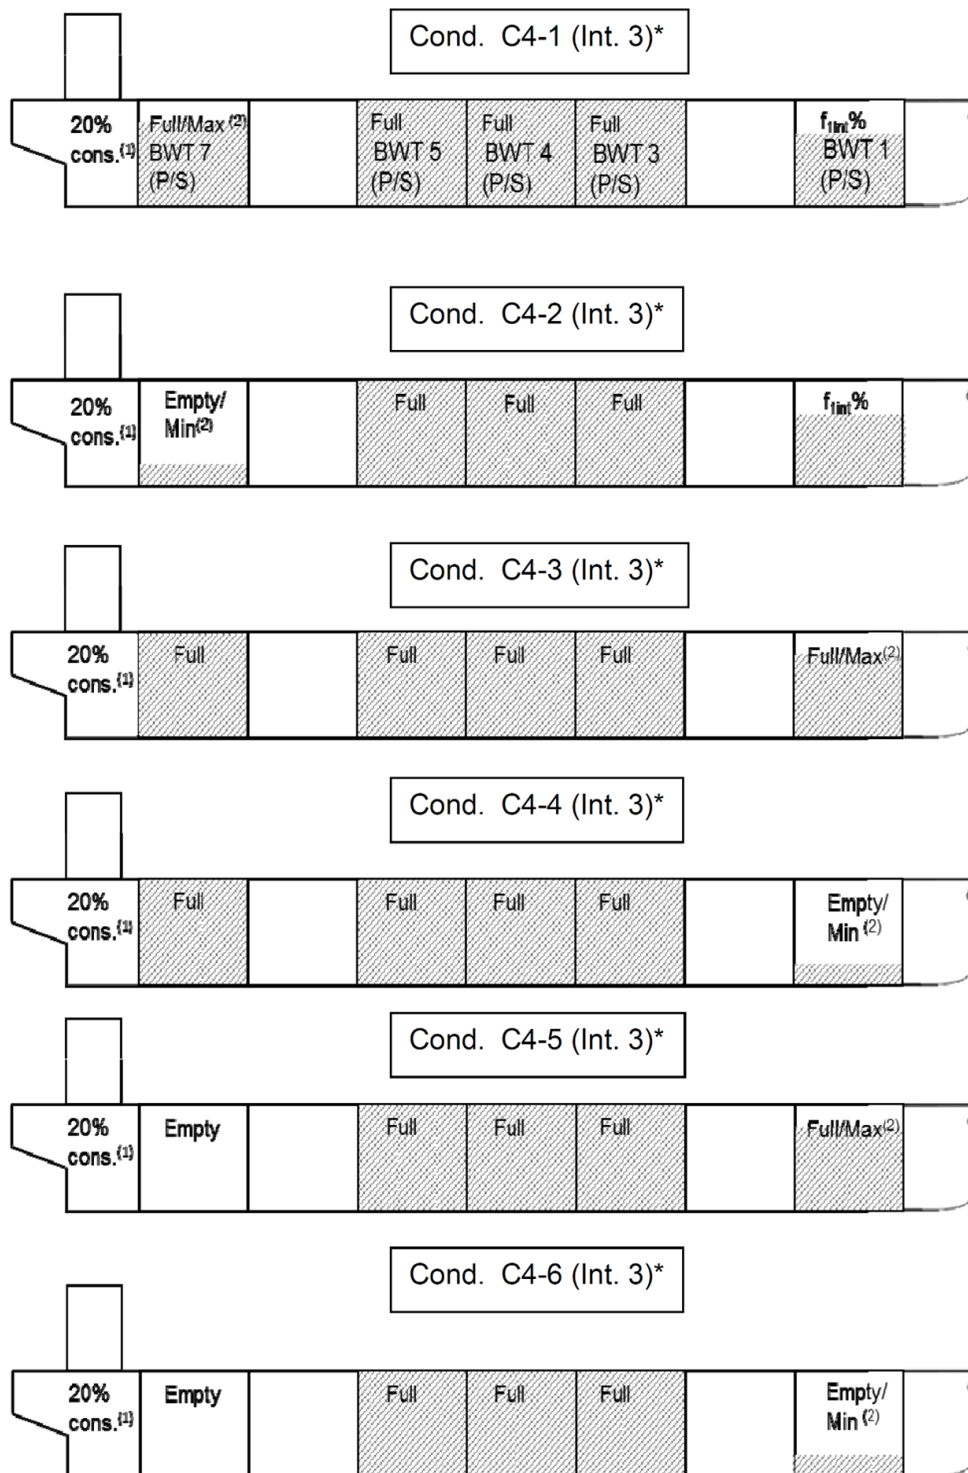 Cond. C4-1 (Int. 3)*
20% cons.(1)
Full/Max (2) BWT 7 (P/S)
Full BWT 5 (P/S)
Full BWT 4 (P/S)
Full BWT 3 (P/S)
f1int% BWT 1 (P/S)
Cond. C4-2 (Int. 3)*
20% cons.(1)
Empty/ Min(2)
Full
Full
Full
f1int%
Cond. C4-3 (Int. 3)*
20% cons.(1)
Full
Full
Full
Full
Full/Max(2)
Cond. C4-4 (Int. 3)*
20% cons.(1)
Full
Full
Full
Full
Empty/ Min (2)
Cond. C4-5 (Int. 3)*
20% cons.(1)
Empty
Full
Full
Full
Full/Max(2)
Cond. C4-6 (Int. 3)*
20% cons.(1)
Empty
Full
Full
Full
Empty/ Min (2)